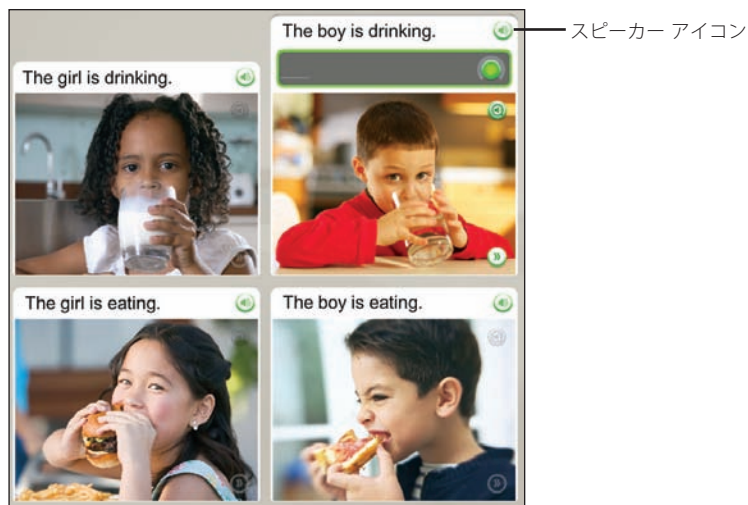 The boy is drinking.
スピーカー アイコン
The girl is drinking.
The girl is eating.
The boy is eating.